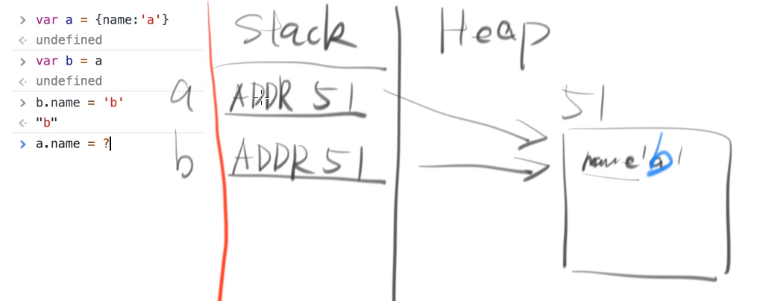 > var a = {name:'a'}
<· undefined
> var b = a
<· undefined
> b.name = 'b'
<· "b"
> a.name = ?
Stack
Heap
a ADDR 51
b ADDR 51
51
name 'b'